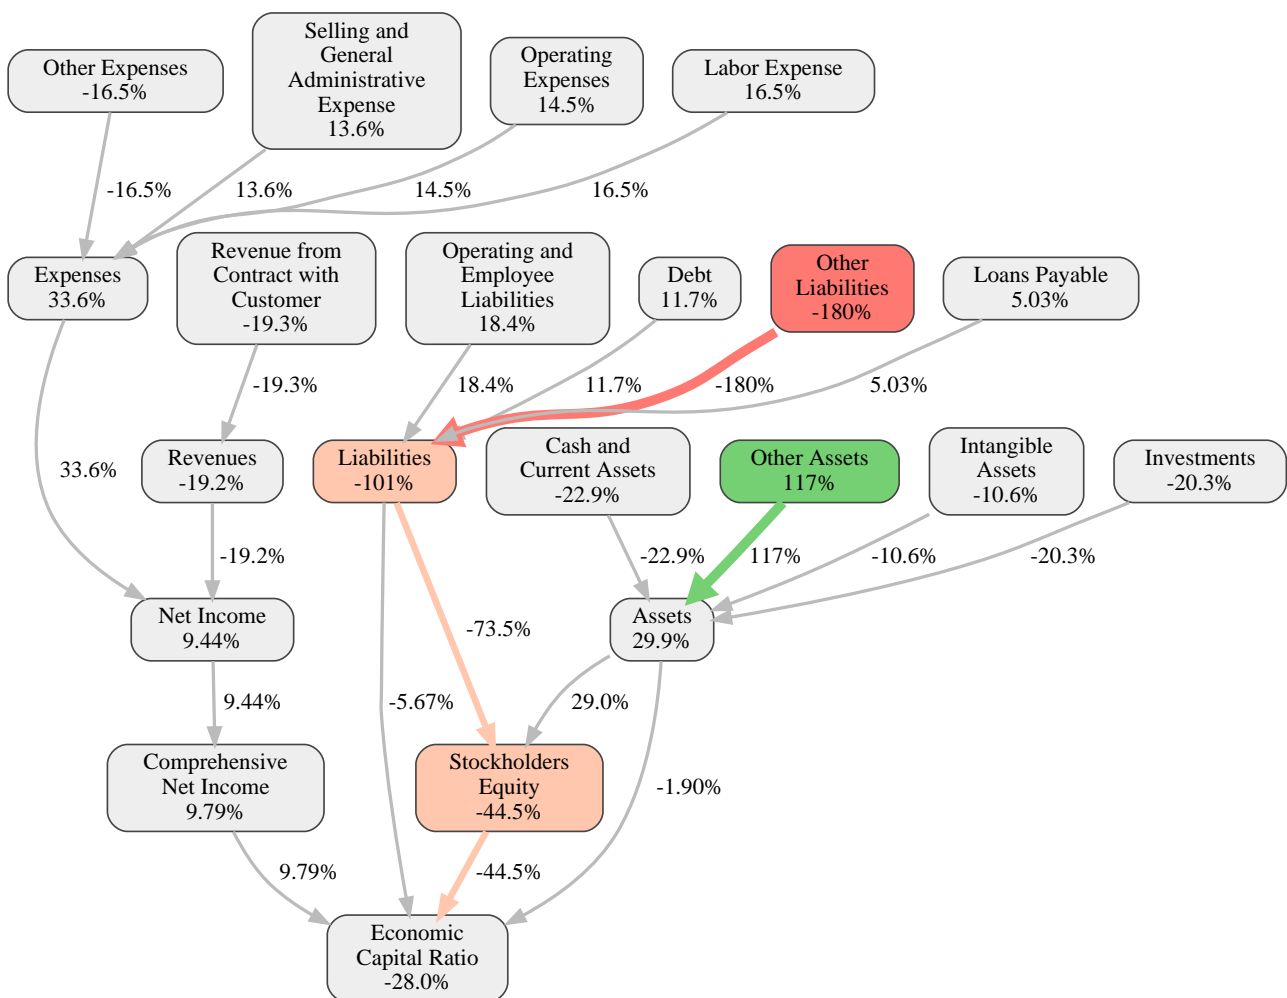 Other Expenses
-16.5%
Selling and
General
Administrative
Expense
13.6%
Operating
Expenses
14.5%
Labor Expense
16.5%
-16.5%
13.6%
14.5%
16.5%
Expenses
33.6%
Revenue from
Contract with
Customer
-19.3%
Operating and
Employee
Liabilities
18.4%
Debt
11.7%
Other
Liabilities
-180%
Loans Payable
5.03%
-19.3%
18.4%
11.7%
-180%
5.03%
33.6%
Revenues
-19.2%
Liabilities
-101%
Cash and
Current Assets
-22.9%
Other Assets
117%
Intangible
Assets
-10.6%
Investments
-20.3%
-19.2%
-22.9%
117%
-10.6%
-20.3%
Net Income
9.44%
-73.5%
Assets
29.9%
9.44%
-5.67%
29.0%
Comprehensive
Net Income
9.79%
Stockholders
Equity
-44.5%
-1.90%
9.79%
-44.5%
Economic
Capital Ratio
-28.0%